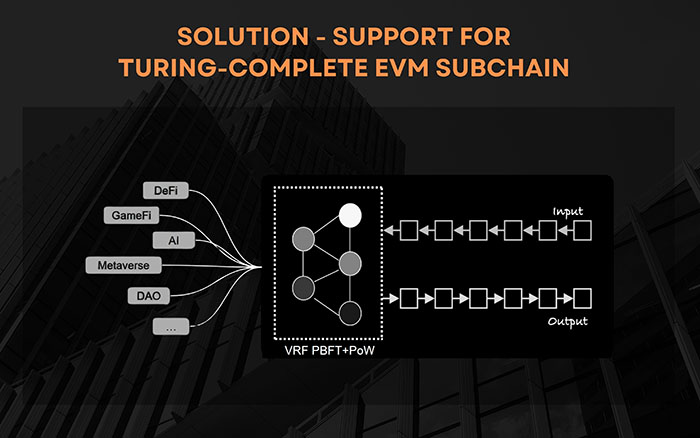 SOLUTION - SUPPORT FOR
TURING-COMPLETE EVM SUBCHAIN
DeFi
GameFi
AI
Metaverse
DAO
...
Input
Output
VRF PBFT+PoW